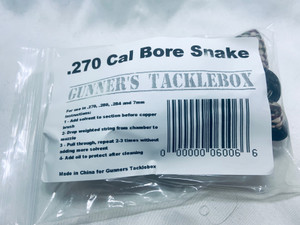 .270 Cal Bore Snake
GUNNER'S TACKLEBOX
For use in .270, .280, .284 and 7mm
Instructions:
1 - Add solvent to section before copper
brush
2- Drop weighted string from chamber to
muzzle
3 - Pull through, repeat 2-3 times without
adding more solvent
4- Add oil to protect after cleaning
Made in China for Gunners Tacklebox
0 00000 06006 6